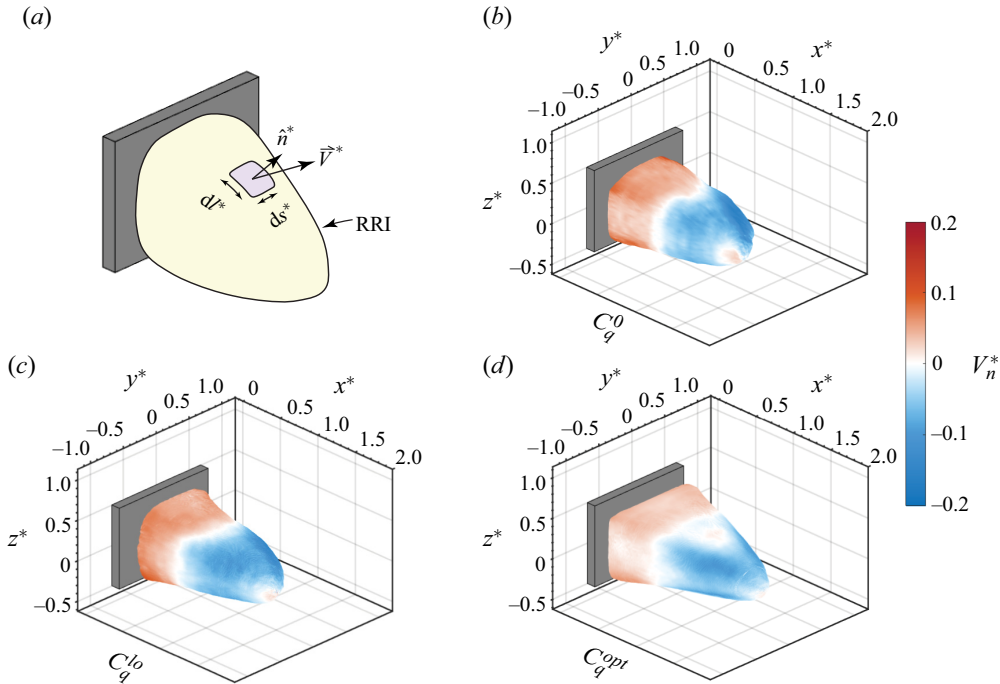 (a)
n̂*
V⃗*
dl*
ds*
RRI
(b)
y*
x*
–1.0 –0.5 0 0.5 1.0
0 0.5 1.0 1.5 2.0
z*
1.0
0.5
0
–0.5
C_q^0
0.2
0.1
0
–0.1
–0.2
V_n*
(c)
y*
x*
–1.0 –0.5 0 0.5 1.0
0 0.5 1.0 1.5 2.0
z*
1.0
0.5
0
–0.5
C_q^lo
(d)
y*
x*
–1.0 –0.5 0 0.5 1.0
0 0.5 1.0 1.5 2.0
z*
1.0
0.5
0
–0.5
C_q^opt